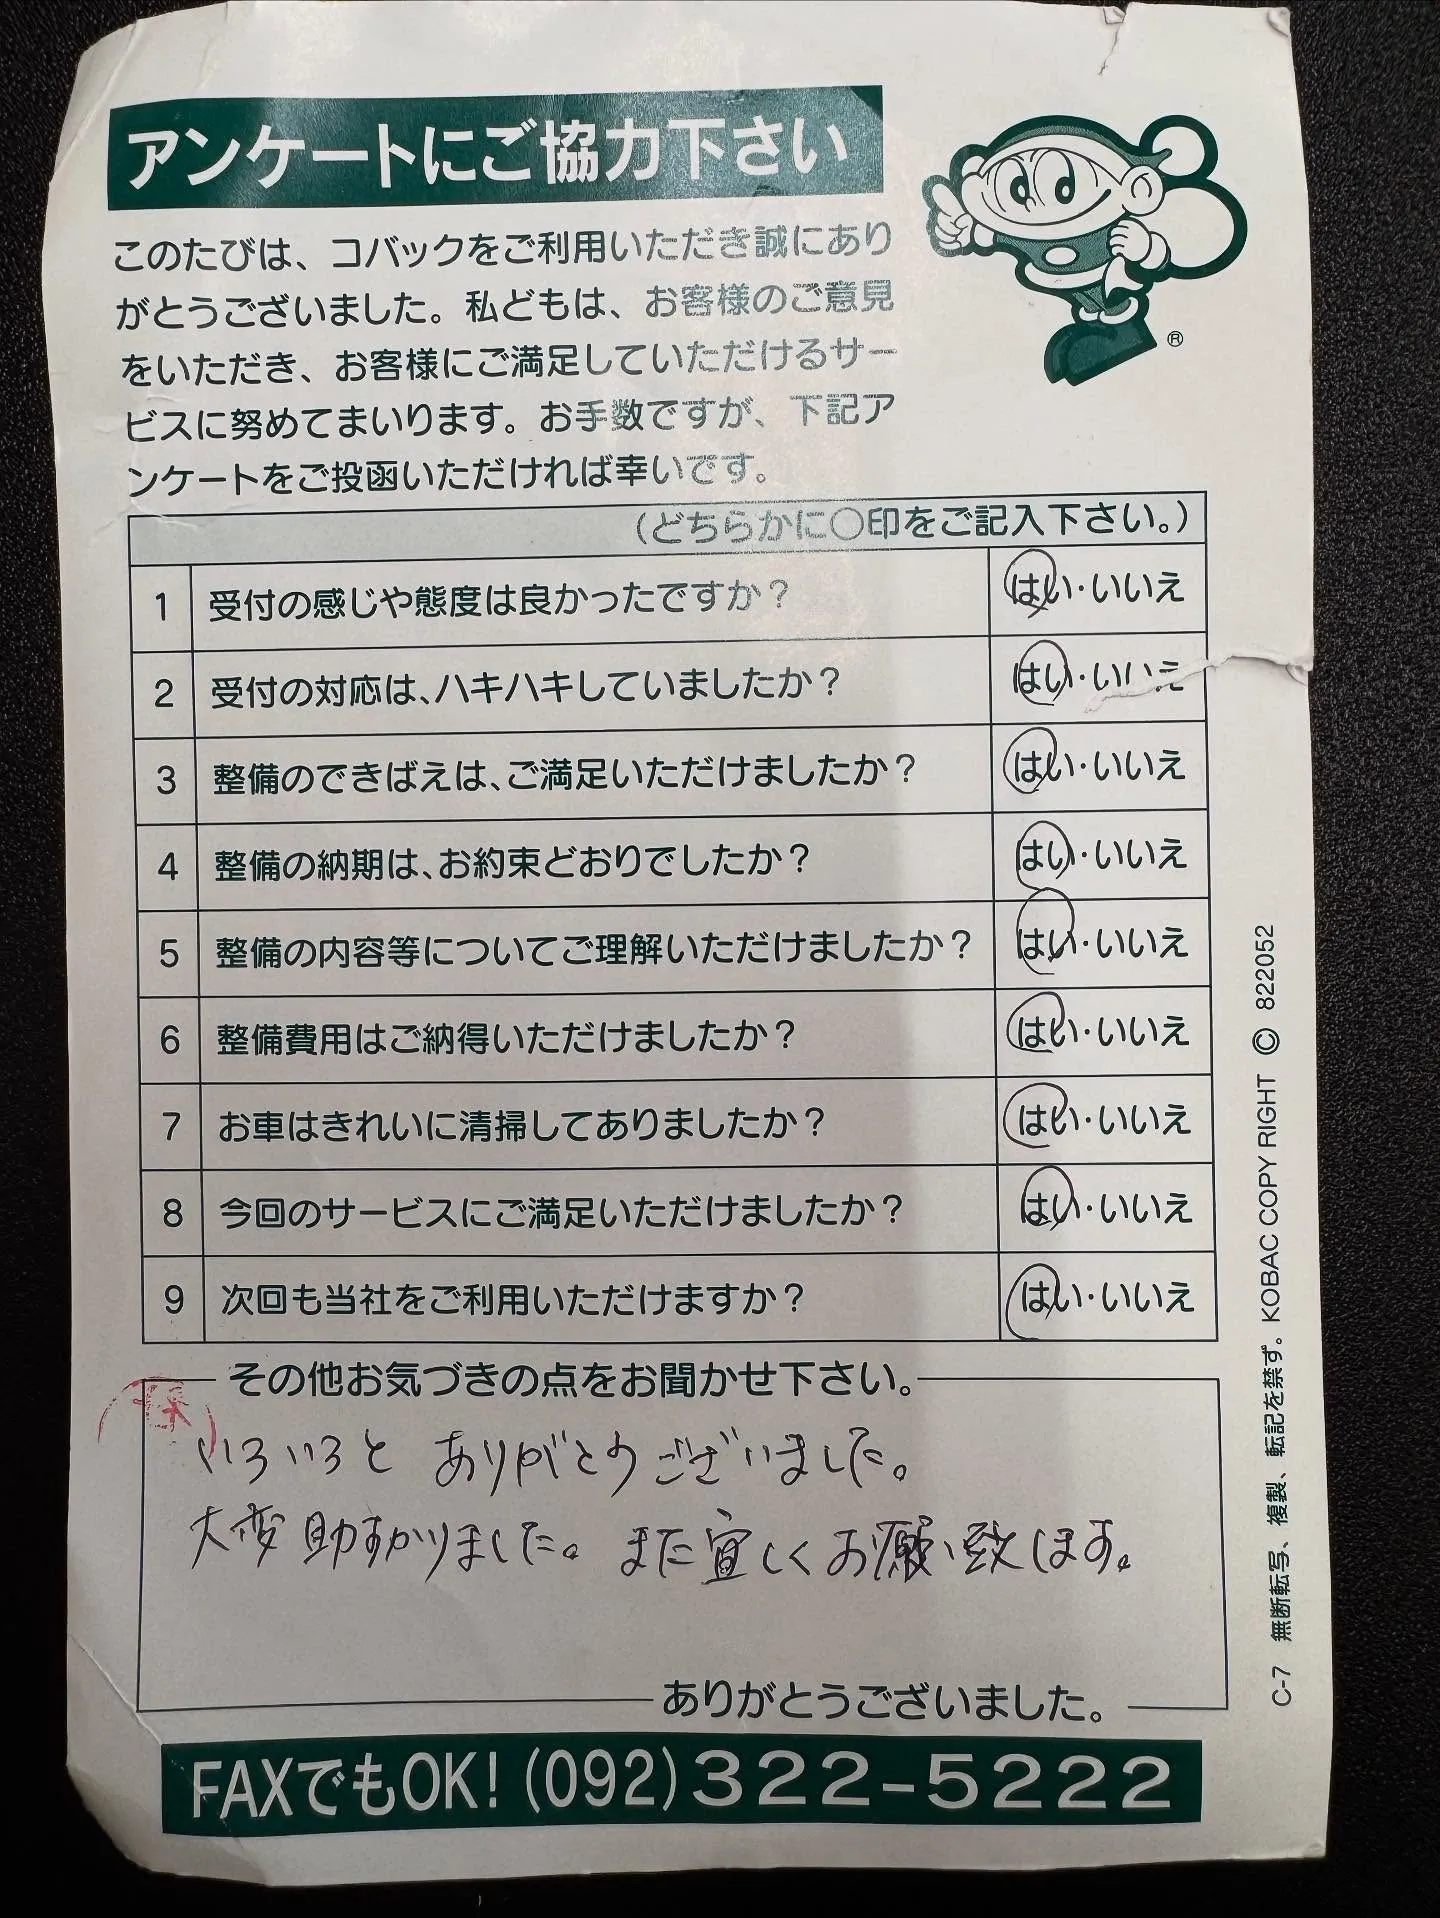 アンケートにご協力下さい
®
このたびは、コバックをご利用いただき誠にあり
がとうございました。私どもは、お客様のご意見
をいただき、お客様にご満足していただけるサー
ビスに努めてまいります。お手数ですが、下記ア
ンケートをご投函いただければ幸いです。
（どちらかに○印をご記入下さい。）
1 受付の感じや態度は良かったですか？ はい・いいえ
2 受付の対応は、ハキハキしていましたか？ はい・いいえ
3 整備のできばえは、ご満足いただけましたか？ はい・いいえ
4 整備の納期は、お約束どおりでしたか？ はい・いいえ
5 整備の内容等についてご理解いただけましたか？ はい・いいえ
6 整備費用はご納得いただけましたか？ はい・いいえ
7 お車はきれいに清掃してありましたか？ はい・いいえ
8 今回のサービスにご満足いただけましたか？ はい・いいえ
9 次回も当社をご利用いただけますか？ はい・いいえ
その他お気づきの点をお聞かせ下さい。
いろいろと ありがとうございました。
大変助すかりました。また宜しくお願い致します。
ありがとうございました。
FAXでもOK！(092)322-5222
C-7 無断転写、複製、転記を禁ず。KOBAC COPY RIGHT © 822052